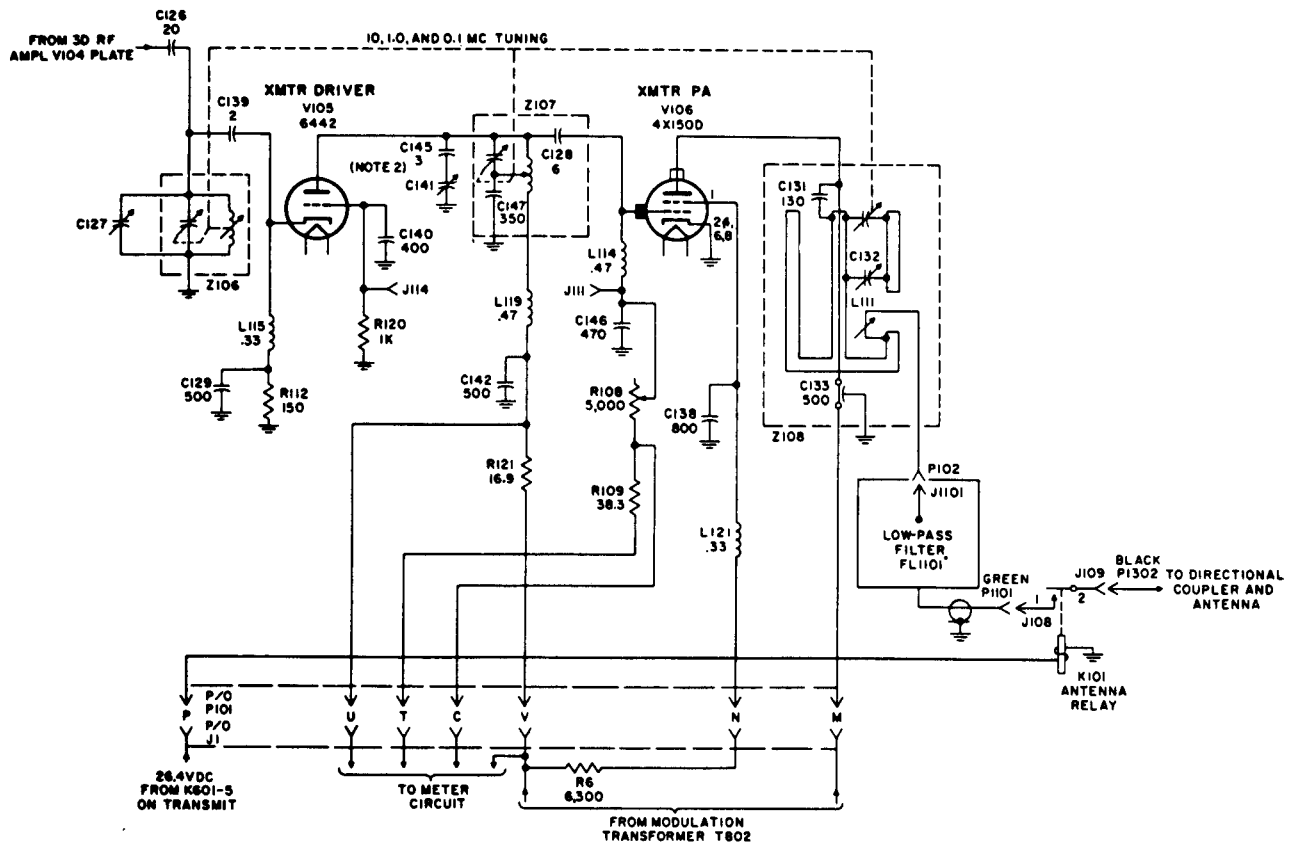 C126
20
FROM 3D RF
AMPL V104 PLATE
10, 1.0, AND 0.1 MC TUNING
XMTR DRIVER
V105
6442
C139
2
(NOTE 2)
C145
3
C141
Z107
C128
6
C147
350
XMTR PA
V106
4X150D
1
2,4,
6,8
C131
130
C132
L111
C133
500
Z108
C127
Z106
C140
400
J114
R120
1K
L115
.33
C129
500
R112
150
L119
.47
C142
500
L114
.47
J111
C146
470
R108
5,000
C138
800
R121
16.9
R109
38.3
L121
.33
P102
J1101
LOW-PASS
FILTER
FL1101
GREEN
P1101
1
J108
2
J109
BLACK
P1302
TO DIRECTIONAL
COUPLER AND
ANTENNA
K101
ANTENNA
RELAY
P/O
P101
P U T C V N M
P/O
J1
26.4VDC
FROM K601-5
ON TRANSMIT
TO METER
CIRCUIT
R6
6,300
FROM MODULATION
TRANSFORMER T802